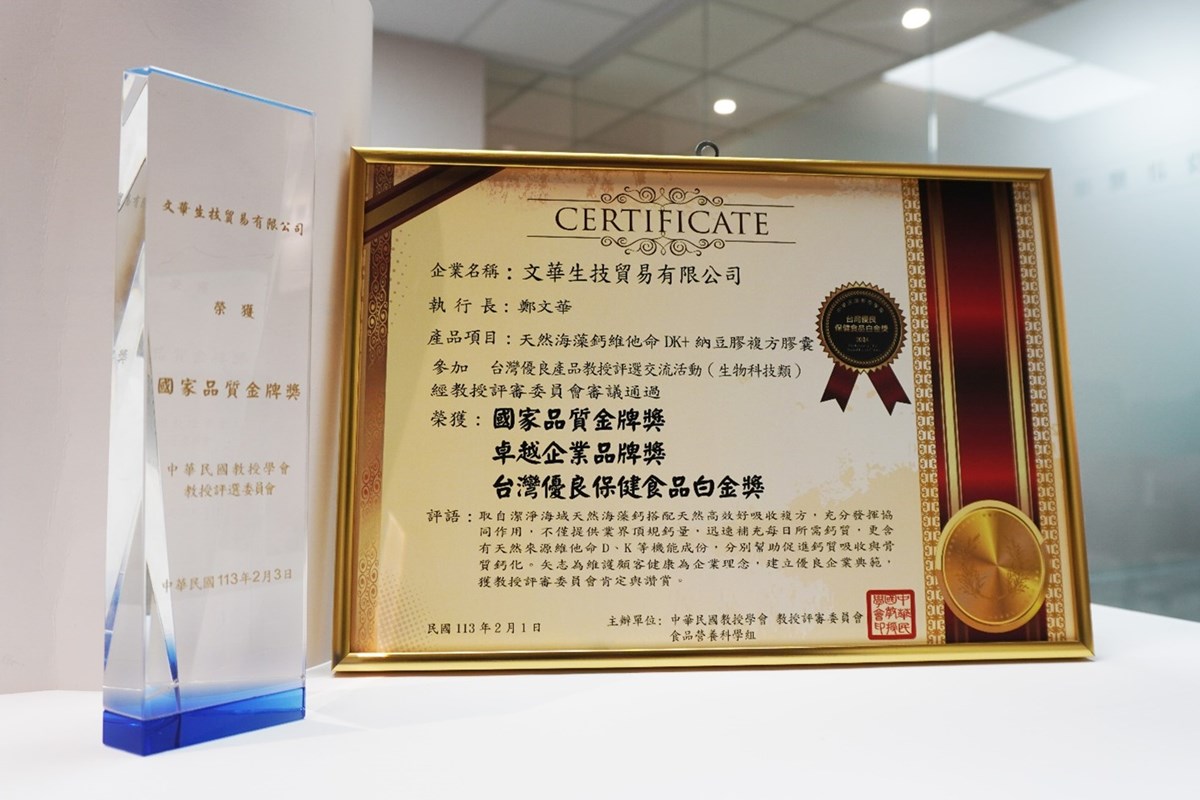 文華生技貿易有限公司
榮獲
國家品質金牌獎
中華民國教授學會
教授評選委員會
中華民國113年2月3日
CERTIFICATE
企業名稱：文華生技貿易有限公司
執行長：鄭文華
產品項目：天然海藻鈣維他命DK+納豆膠複方膠囊
參加 台灣優良產品教授評選交流活動（生物科技類）
經教授評審委員會審議通過
榮獲：國家品質金牌獎
卓越企業品牌獎
台灣優良保健食品白金獎
評語：取自潔淨海域天然海藻鈣搭配天然高效好吸收複方，充分發揮協
同作用，不僅提供業界頂規鈣量，迅速補充每日所需鈣質，更含
有天然來源維他命D、K等機能成份，分別幫助促進鈣質吸收與骨
質鈣化。矢志為維護顧客健康為企業理念，建立優良企業典範，
獲教授評審委員會肯定與讚賞。
民國113年2月1日
主辦單位：中華民國教授學會 教授評審委員會
食品營養科學組
台灣優良
保健食品白金獎
中華民
國教授
學會印